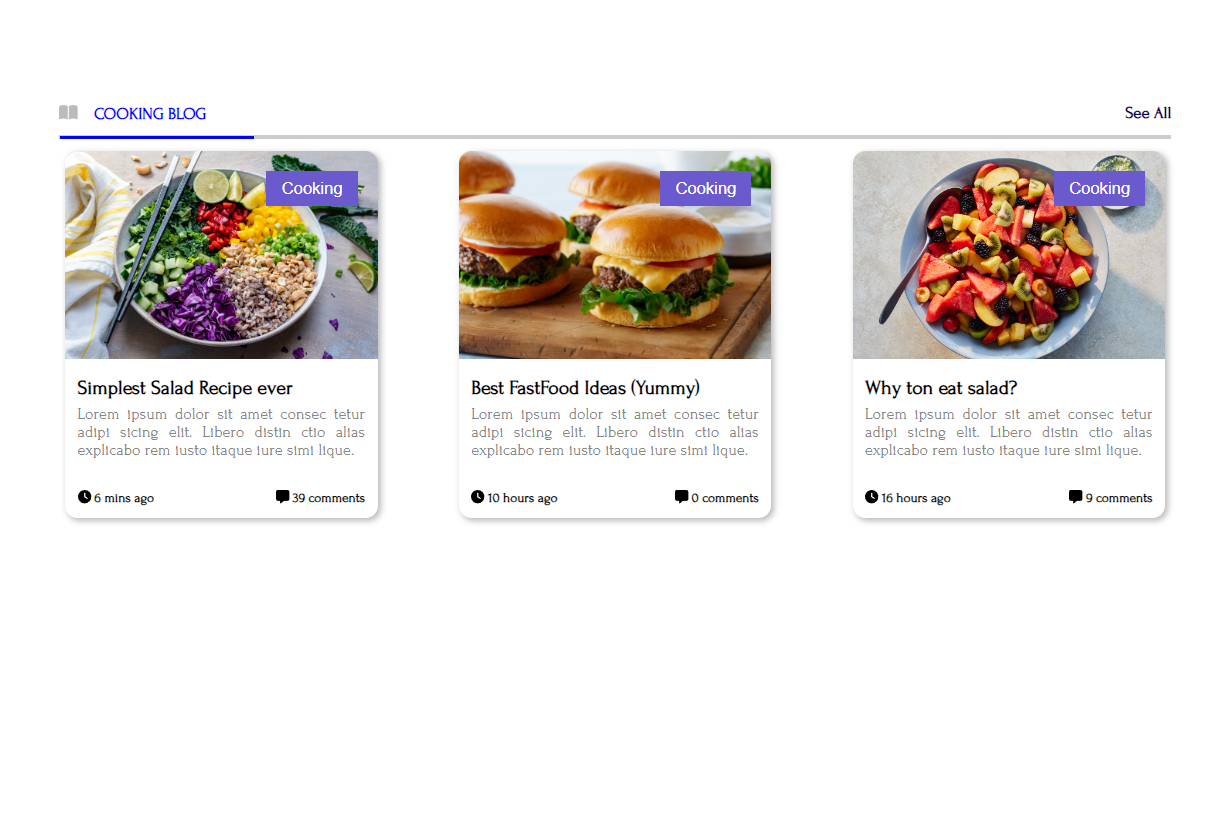 COOKING BLOG
See All
Cooking
Simplest Salad Recipe ever
Lorem ipsum dolor sit amet consec tetur
adipi sicing elit. Libero distin ctio alias
explicabo rem iusto itaque iure simi lique.
6 mins ago
39 comments
Cooking
Best FastFood Ideas (Yummy)
Lorem ipsum dolor sit amet consec tetur
adipi sicing elit. Libero distin ctio alias
explicabo rem iusto itaque iure simi lique.
10 hours ago
0 comments
Cooking
Why ton eat salad?
Lorem ipsum dolor sit amet consec tetur
adipi sicing elit. Libero distin ctio alias
explicabo rem iusto itaque iure simi lique.
16 hours ago
9 comments